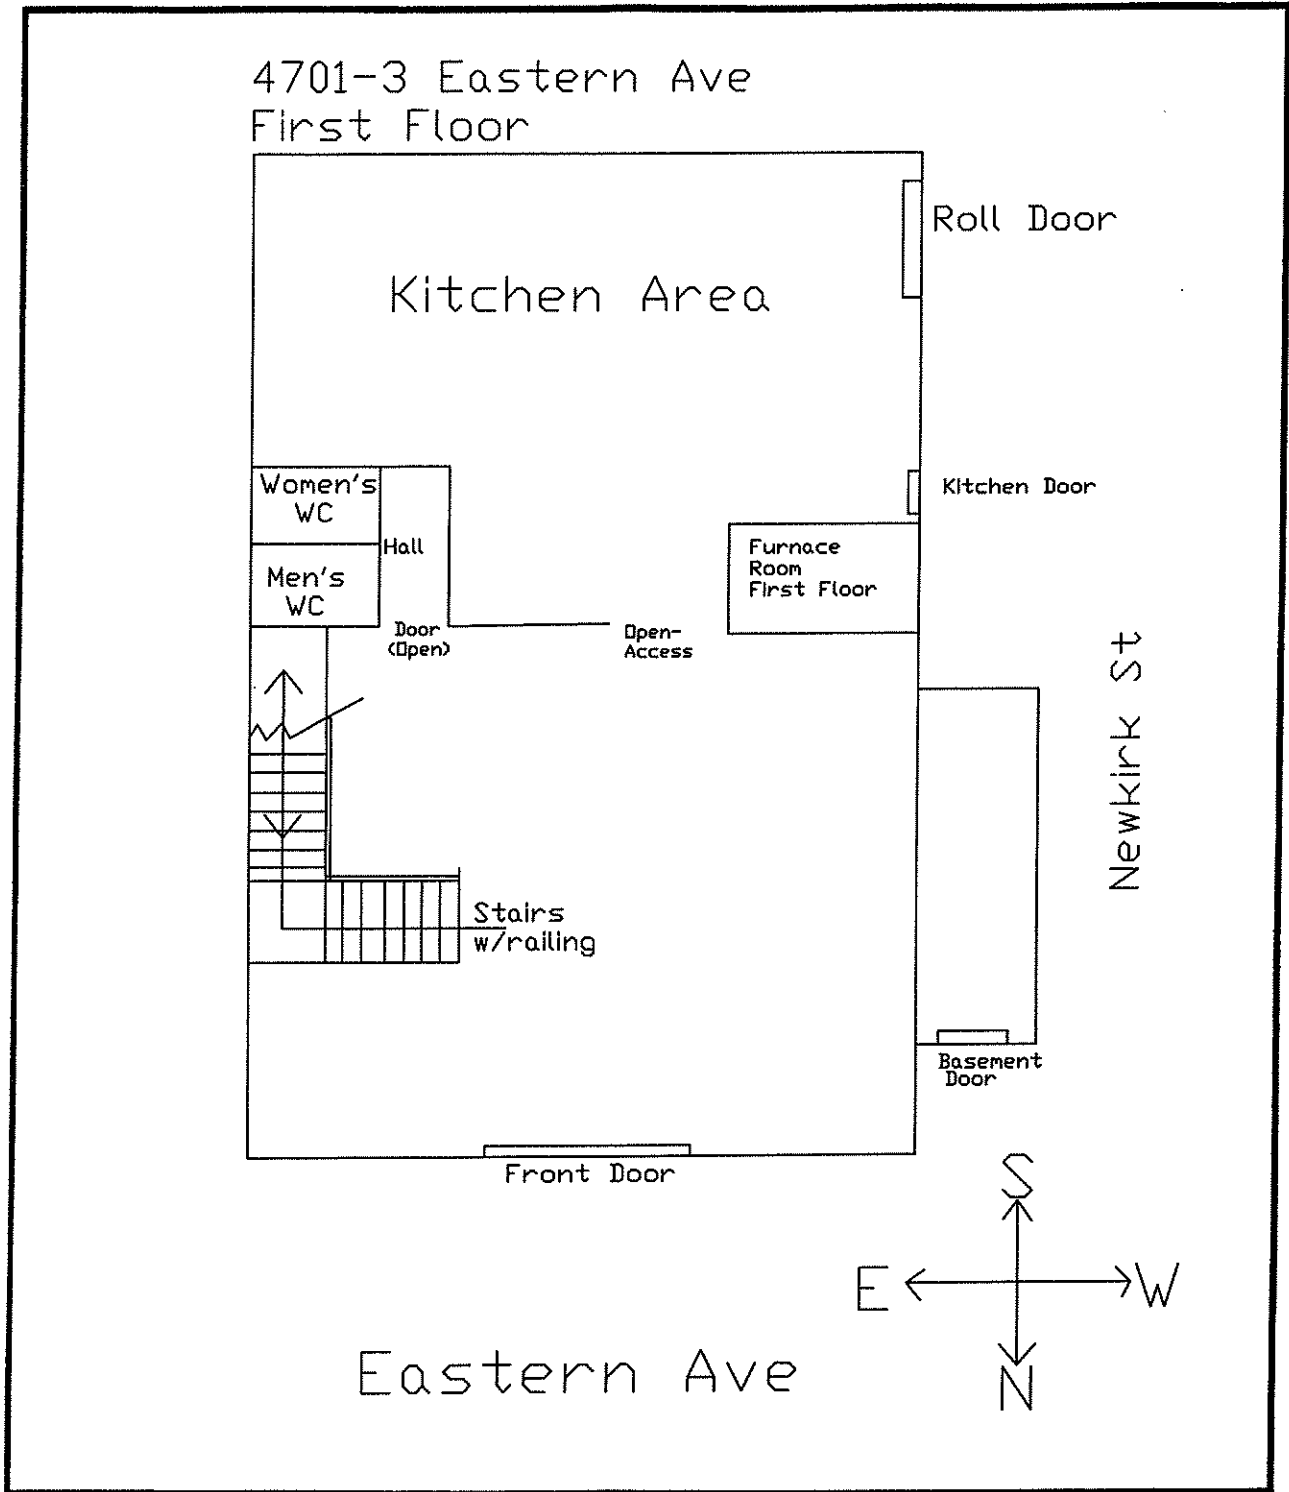 4701-3 Eastern Ave
First Floor
Roll Door
Kitchen Area
Women's
WC
Kitchen Door
Hall
Furnace
Room
First Floor
Men's
WC
Door
(Open)
Open-
Access
Newkirk St
Stairs
w/railing
Basement
Door
Front Door
S
E
W
N
Eastern Ave